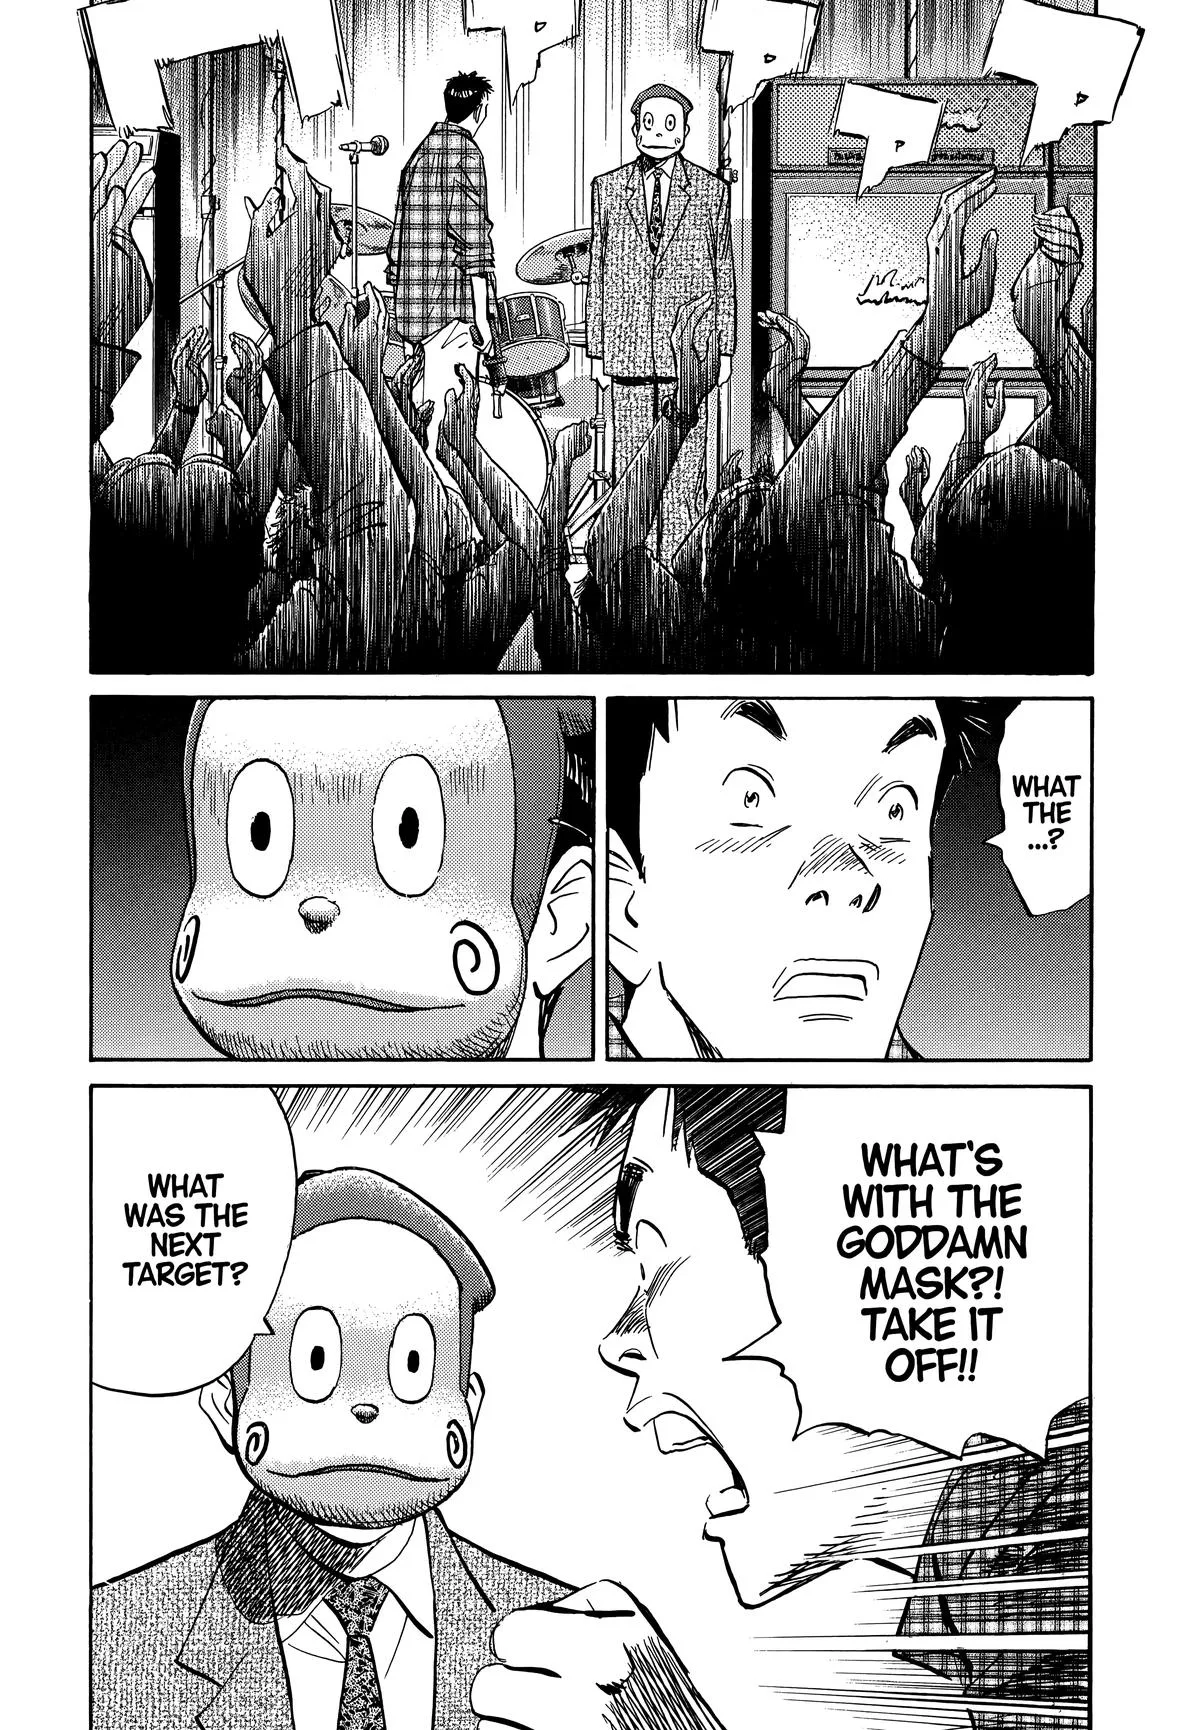 WHAT
THE
...?
WHAT'S
WITH THE
GODDAMN
MASK?!
TAKE IT
OFF!!
WHAT
WAS THE
NEXT
TARGET?